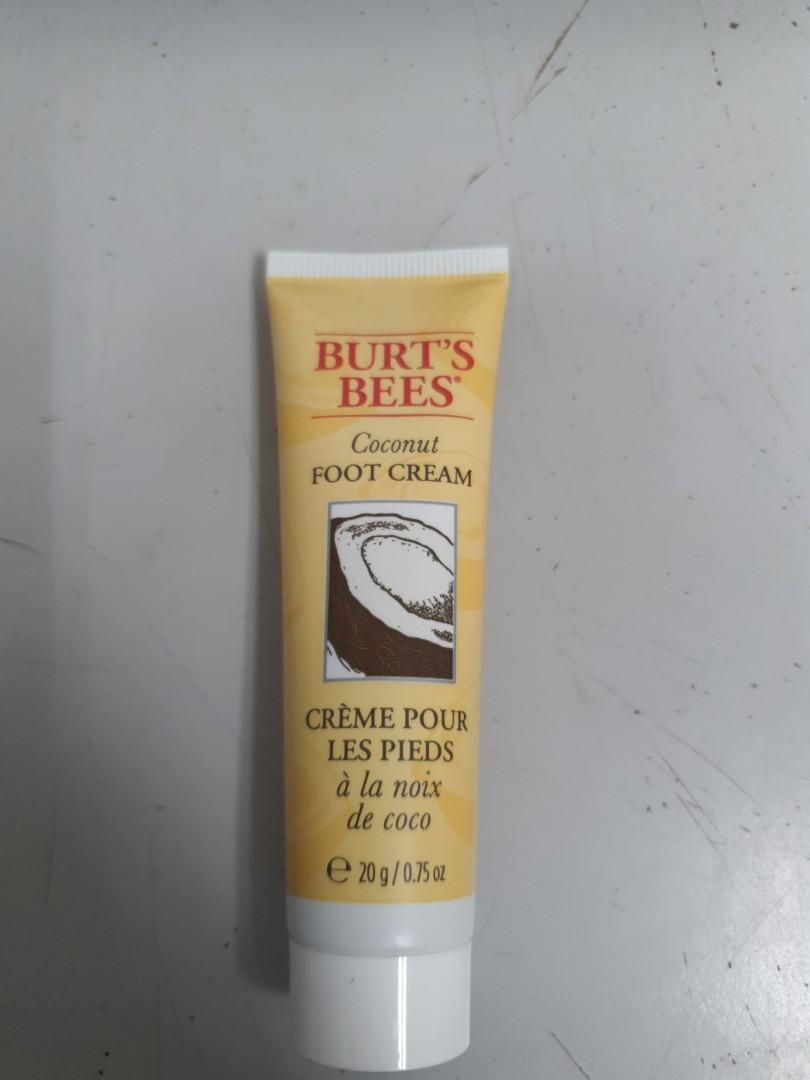 BURT'S
BEES®
Coconut
FOOT CREAM
CRÈME POUR
LES PIEDS
à la noix
de coco
℮ 20 g / 0.75 oz